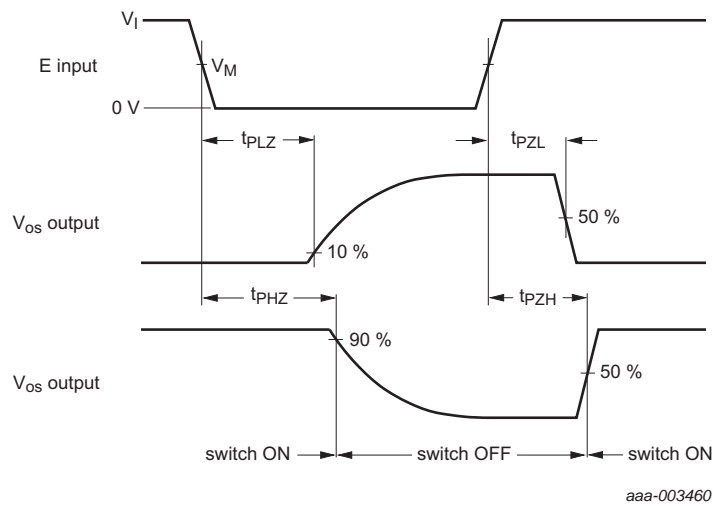 VI
E input
VM
0 V
tPLZ
tPZL
Vos output
50 %
10 %
tPHZ
tPZH
90 %
Vos output
50 %
switch ON
switch OFF
switch ON
aaa-003460